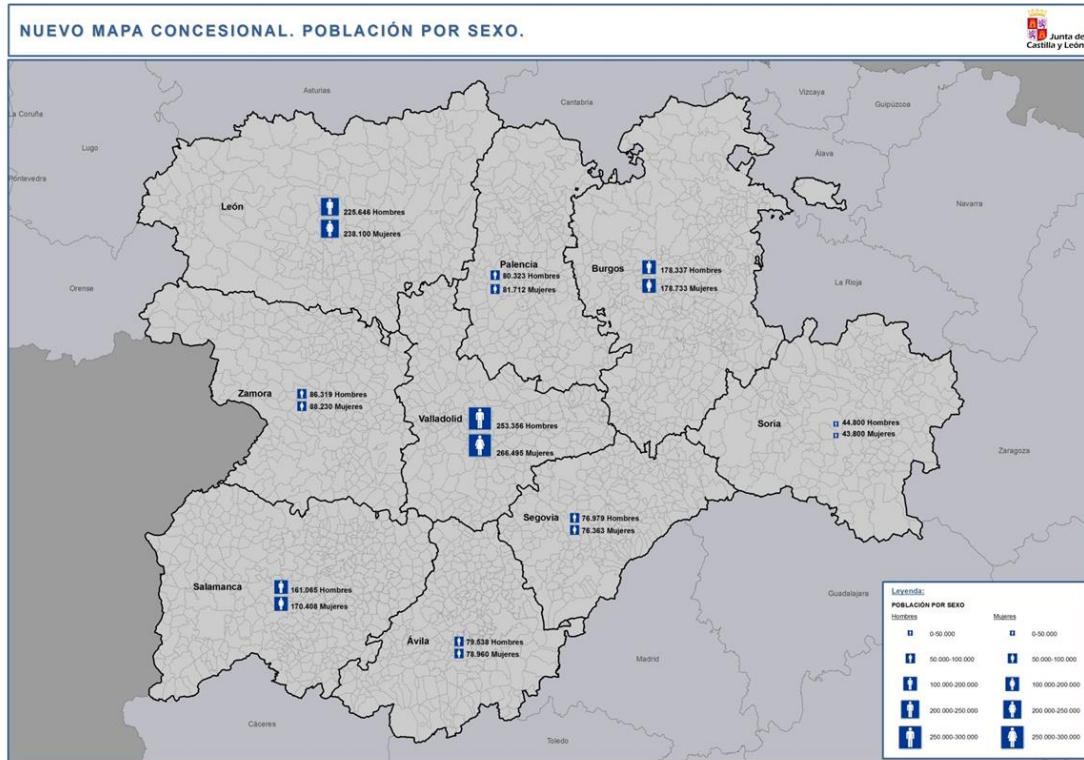 NUEVO MAPA CONCESIONAL. POBLACIÓN POR SEXO.
Junta de
Castilla y León
Asturias
Cantabria
Vizcaya
Guipúzcoa
La Coruña
Lugo
Álava
Pontevedra
Navarra
León
225.646 Hombres
238.100 Mujeres
Palencia
80.323 Hombres
81.712 Mujeres
Burgos
178.337 Hombres
178.733 Mujeres
Orense
La Rioja
Zamora
86.319 Hombres
88.230 Mujeres
Valladolid
253.356 Hombres
266.495 Mujeres
Soria
44.800 Hombres
43.800 Mujeres
Zaragoza
Segovia
76.979 Hombres
76.363 Mujeres
Salamanca
161.065 Hombres
170.408 Mujeres
Ávila
79.538 Hombres
78.960 Mujeres
Guadalajara
Madrid
Cáceres
Toledo
Leyenda:
POBLACIÓN POR SEXO
Hombres Mujeres
0-50.000 0-50.000
50.000-100.000 50.000-100.000
100.000-200.000 100.000-200.000
200.000-250.000 200.000-250.000
250.000-300.000 250.000-300.000